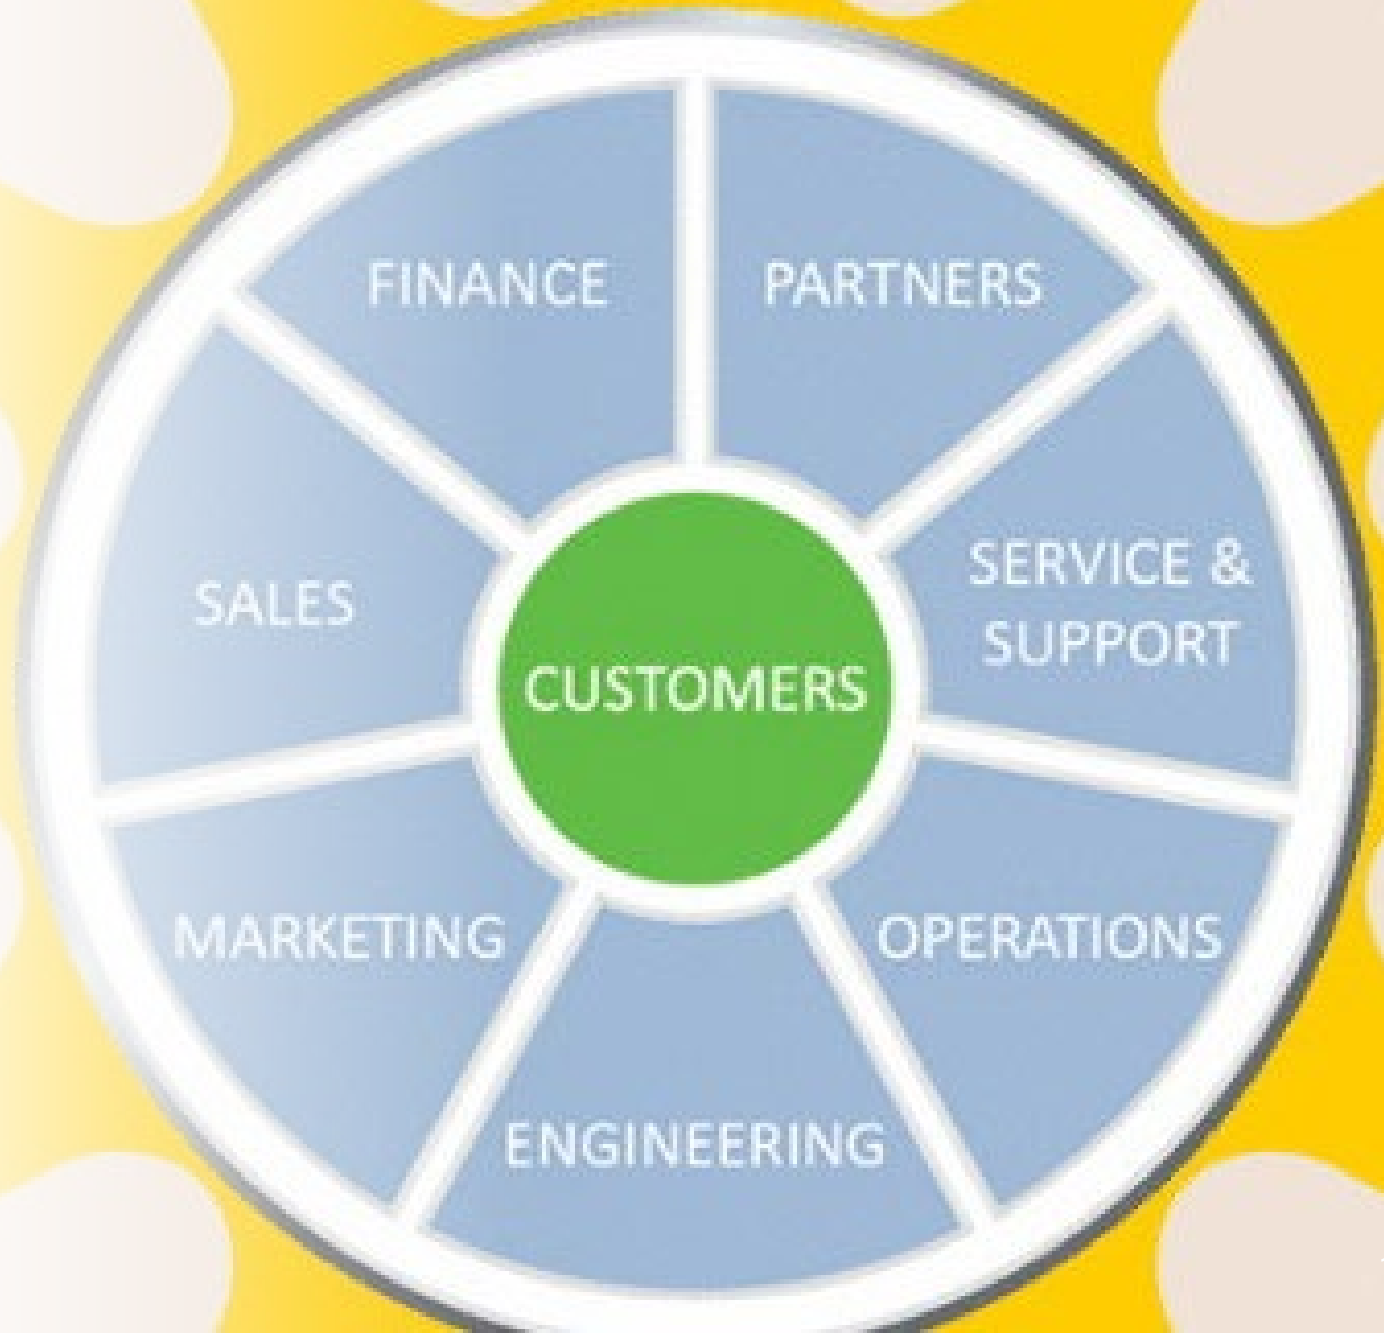 FINANCE
PARTNERS
SALES
SERVICE &
SUPPORT
CUSTOMERS
MARKETING
OPERATIONS
ENGINEERING